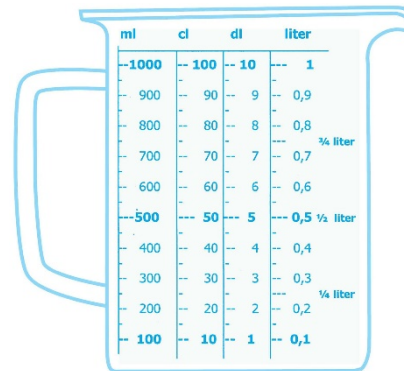 ml cl dl liter
--1000 -- 100 -- 10 --- 1
-- 900 -- 90 -- 9 -- 0,9
-- 800 -- 80 -- 8 -- 0,8
--- ¾ liter
-- 700 -- 70 -- 7 -- 0,7
-- 600 -- 60 -- 6 -- 0,6
--500 --- 50 --- 5 --- 0,5 ½ liter
-- 400 -- 40 -- 4 -- 0,4
-- 300 -- 30 -- 3 -- 0,3
--- ¼ liter
-- 200 -- 20 -- 2 -- 0,2
-- 100 -- 10 -- 1 -- 0,1